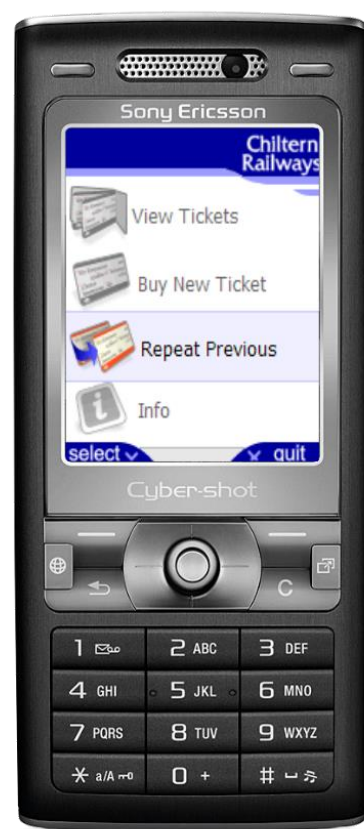 Sony Ericsson
Chiltern
Railways
View Tickets
Buy New Ticket
Repeat Previous
Info
select
quit
Cyber-shot
C
1
2 ABC
3 DEF
4 GHI
5 JKL
6 MNO
7 PQRS
8 TUV
9 WXYZ
* a/A
0 +
#